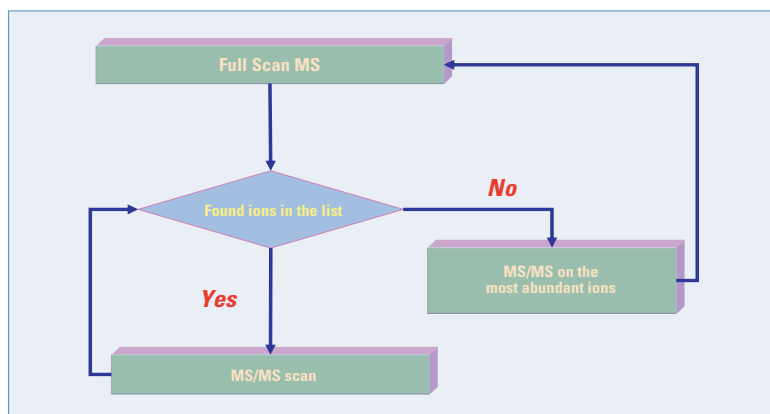 Full Scan MS
Found ions in the list
No
MS/MS on the
most abundant ions
Yes
MS/MS scan